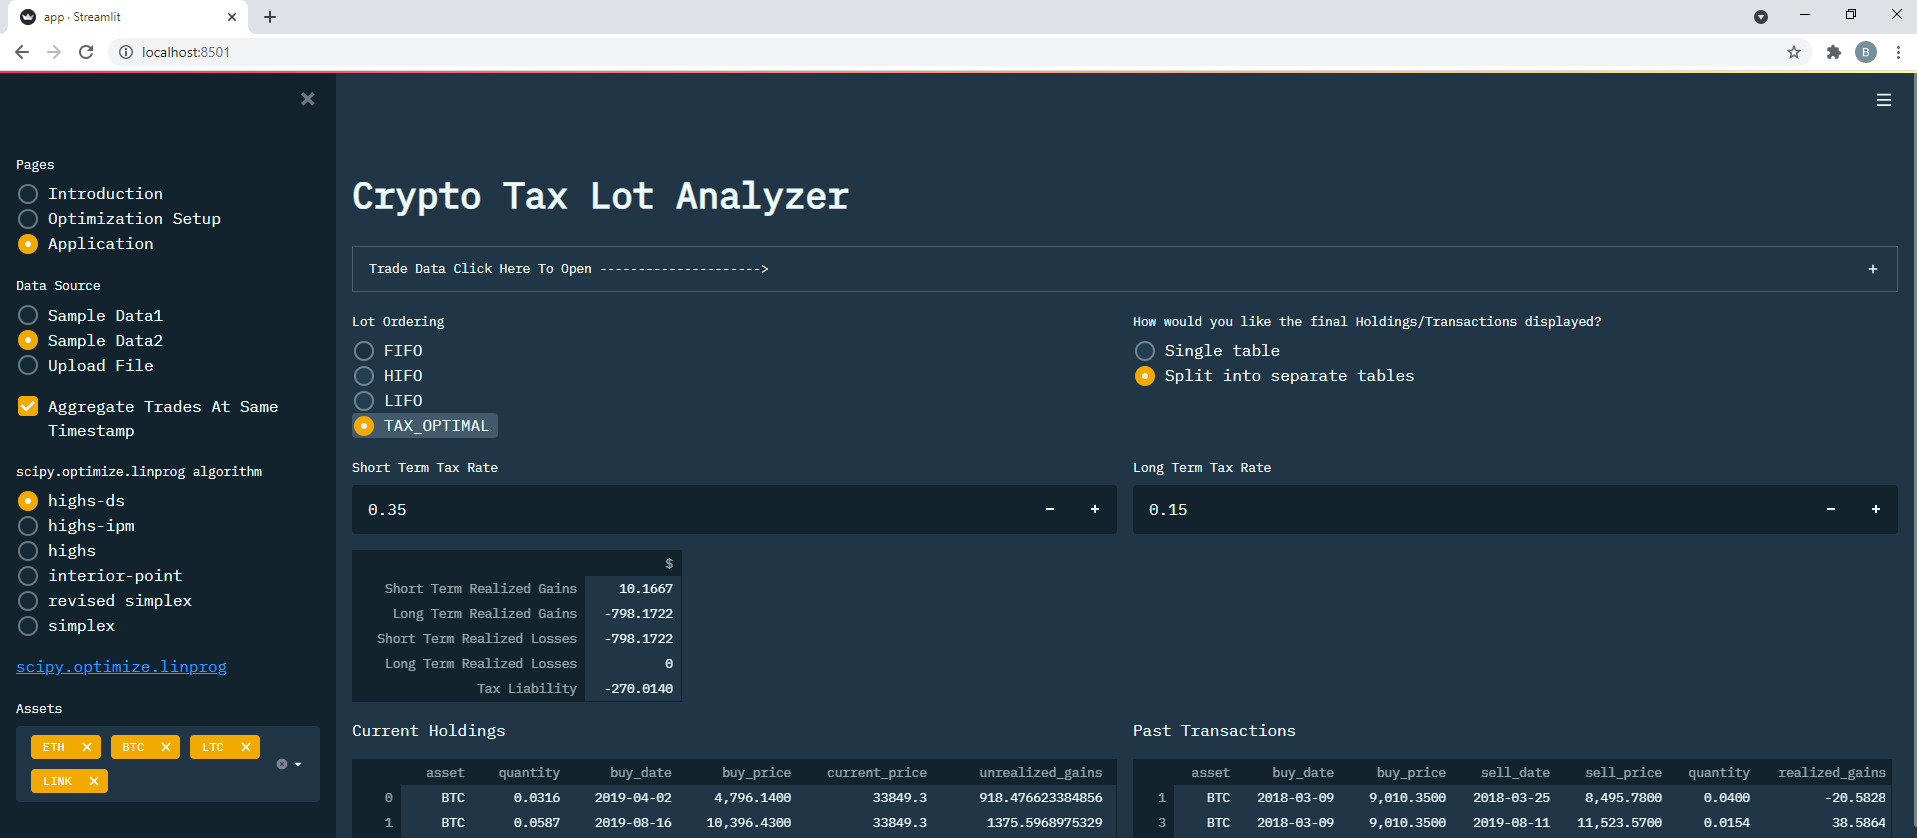 app · Streamlit
localhost:8501
B
Pages
Introduction
Optimization Setup
Application
Data Source
Sample Data1
Sample Data2
Upload File
Aggregate Trades At Same
Timestamp
scipy.optimize.linprog algorithm
highs-ds
highs-ipm
highs
interior-point
revised simplex
simplex
scipy.optimize.linprog
Assets
ETH BTC LTC
LINK
Crypto Tax Lot Analyzer
Trade Data Click Here To Open --------------------->
+
Lot Ordering
FIFO
HIFO
LIFO
TAX_OPTIMAL
How would you like the final Holdings/Transactions displayed?
Single table
Split into separate tables
Short Term Tax Rate
0.35 - +
Long Term Tax Rate
0.15 - +
$
Short Term Realized Gains 10.1667
Long Term Realized Gains -798.1722
Short Term Realized Losses -798.1722
Long Term Realized Losses 0
Tax Liability -270.0140
Current Holdings
asset quantity buy_date buy_price current_price unrealized_gains
0 BTC 0.0316 2019-04-02 4,796.1400 33849.3 918.476623384856
1 BTC 0.0587 2019-08-16 10,396.4300 33849.3 1375.5968975329
Past Transactions
asset buy_date buy_price sell_date sell_price quantity realized_gains
1 BTC 2018-03-09 9,010.3500 2018-03-25 8,495.7800 0.0400 -20.5828
3 BTC 2018-03-09 9,010.3500 2019-08-11 11,523.5700 0.0154 38.5864